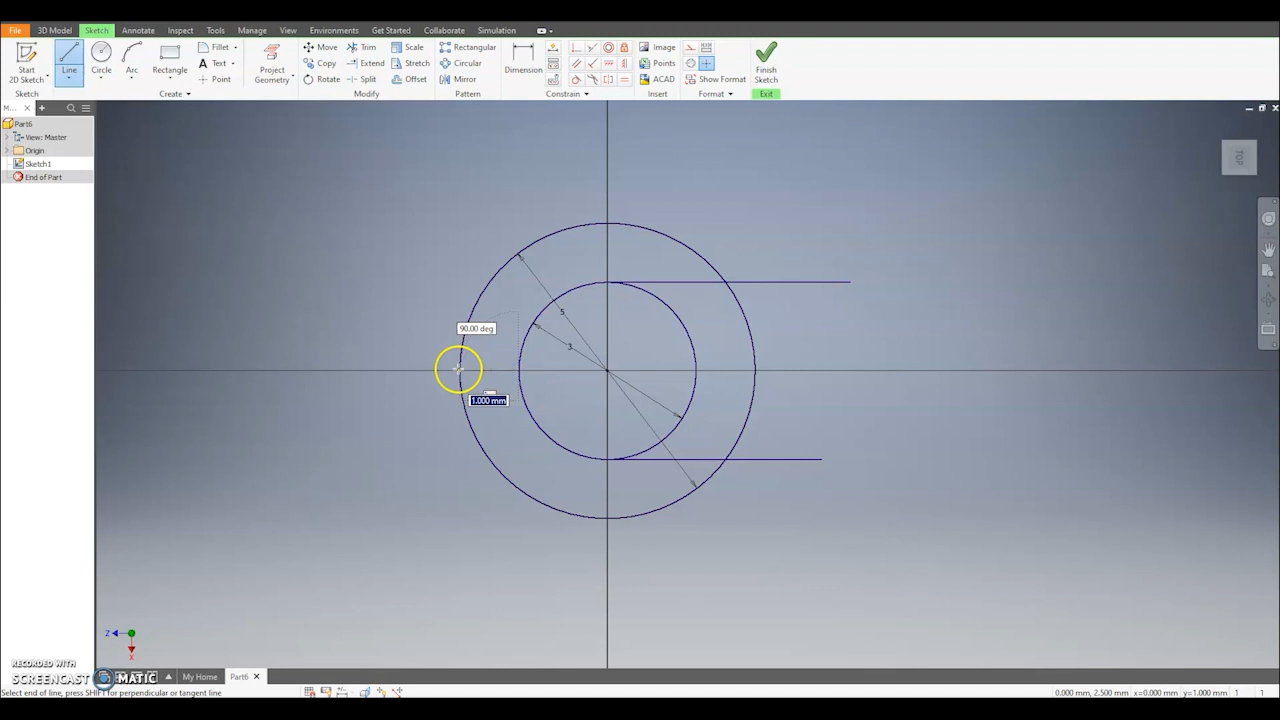 File 3D Model Sketch Annotate Inspect Tools Manage View Environments Get Started Collaborate Simulation
Start 2D Sketch Line Circle Arc Rectangle Fillet Text Point Project Geometry Move Copy Rotate Trim Extend Split Scale Stretch Offset Rectangular Circular Mirror Dimension Image Points ACAD Show Format Finish Sketch
Sketch Create Modify Pattern Constrain Insert Format Exit
M...
Part6
View: Master
Origin
Sketch1
End of Part
TOP
5
90.00 deg
3
1.000 mm
Z
X
RECORDED WITH
SCREENCAST MATIC
My Home Part6
Select end of line, press SHIFT for perpendicular or tangent line
0.000 mm, 2.500 mm x=0.000 mm y=1.000 mm 1 1